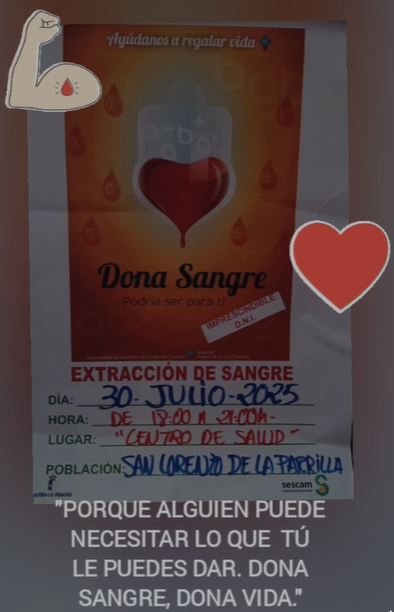 Ayúdanos a regalar vida
Dona Sangre
Podría ser para ti
IMPRESCINDIBLE
D.N.I.
EXTRACCIÓN DE SANGRE
DÍA: 30-JULIO-2025
HORA: DE 18:00 A 21:00H-
LUGAR: "CENTRO DE SALUD"
POBLACIÓN: SAN LORENZO DE LA PARRILLA
sescam
"PORQUE ALGUIEN PUEDE
NECESITAR LO QUE TÚ
LE PUEDES DAR. DONA
SANGRE, DONA VIDA."